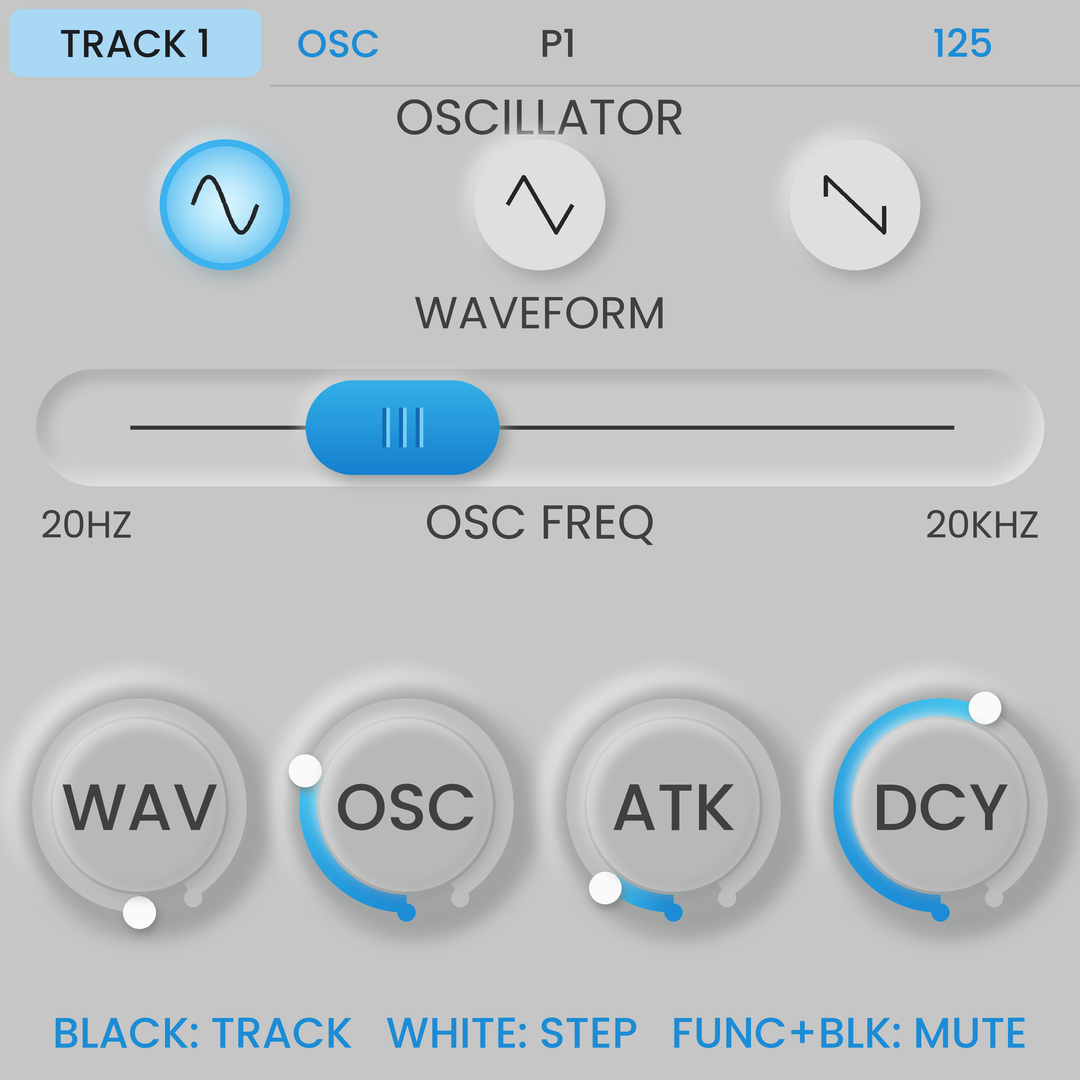 TRACK 1 OSC P1 125
OSCILLATOR
WAVEFORM
20HZ OSC FREQ 20KHZ
WAV OSC ATK DCY
BLACK: TRACK WHITE: STEP FUNC+BLK: MUTE